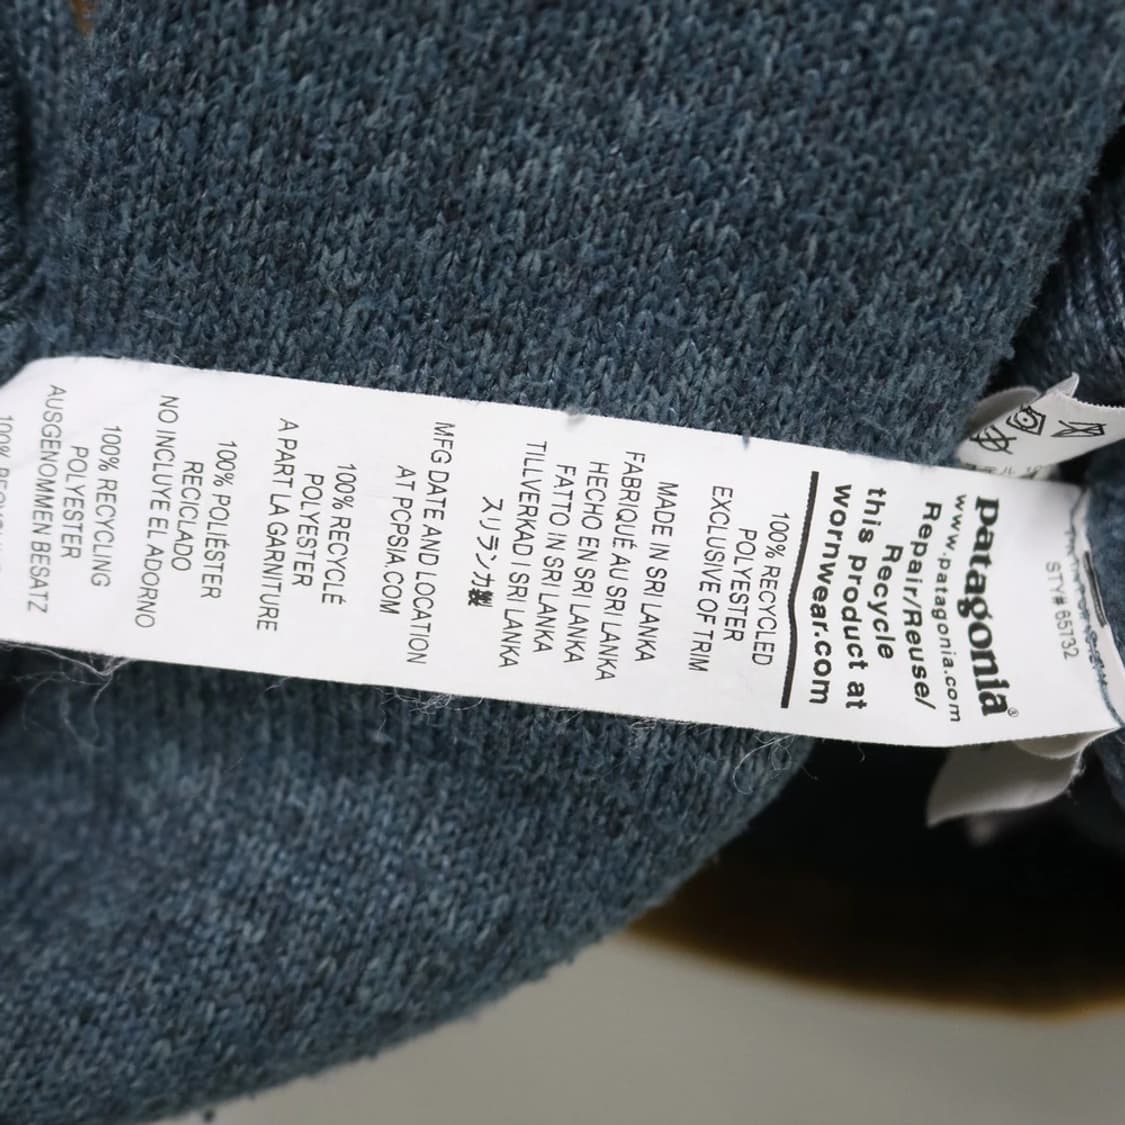 STY# 65732
patagonia®
www.patagonia.com
Repair/Reuse/
Recycle
this product at
wornwear.com
100% RECYCLED
POLYESTER
EXCLUSIVE OF TRIM
MADE IN SRI LANKA
FABRIQUÉ AU SRI LANKA
HECHO EN SRI LANKA
FATTO IN SRI LANKA
TILLVERKAD I SRI LANKA
スリランカ製
MFG DATE AND LOCATION
AT PCPSIA.COM
100% RECYCLÉ
POLYESTER
A PART LA GARNITURE
100% POLIÉSTER
RECICLADO
NO INCLUYE EL ADORNO
100% RECYCLING
POLYESTER
AUSGENOMMEN BESATZ
100%